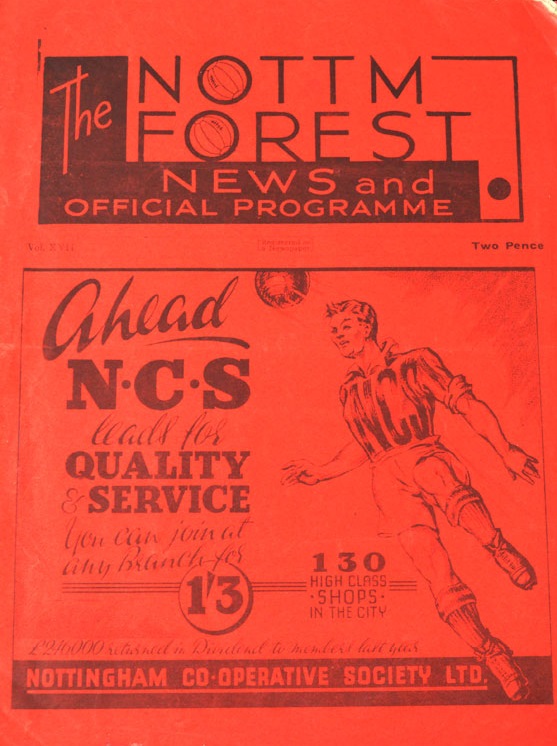 The NOTTM
FOREST
NEWS and
OFFICIAL PROGRAMME
Vol. XVII
Two Pence
Ahead
N·C·S
leads for
QUALITY
& SERVICE
You can join at
any Branch for
1'3
130
HIGH CLASS
·SHOPS·
IN THE CITY
NCS
returned in Dividend to members last year
NOTTINGHAM CO-OPERATIVE SOCIETY LTD.